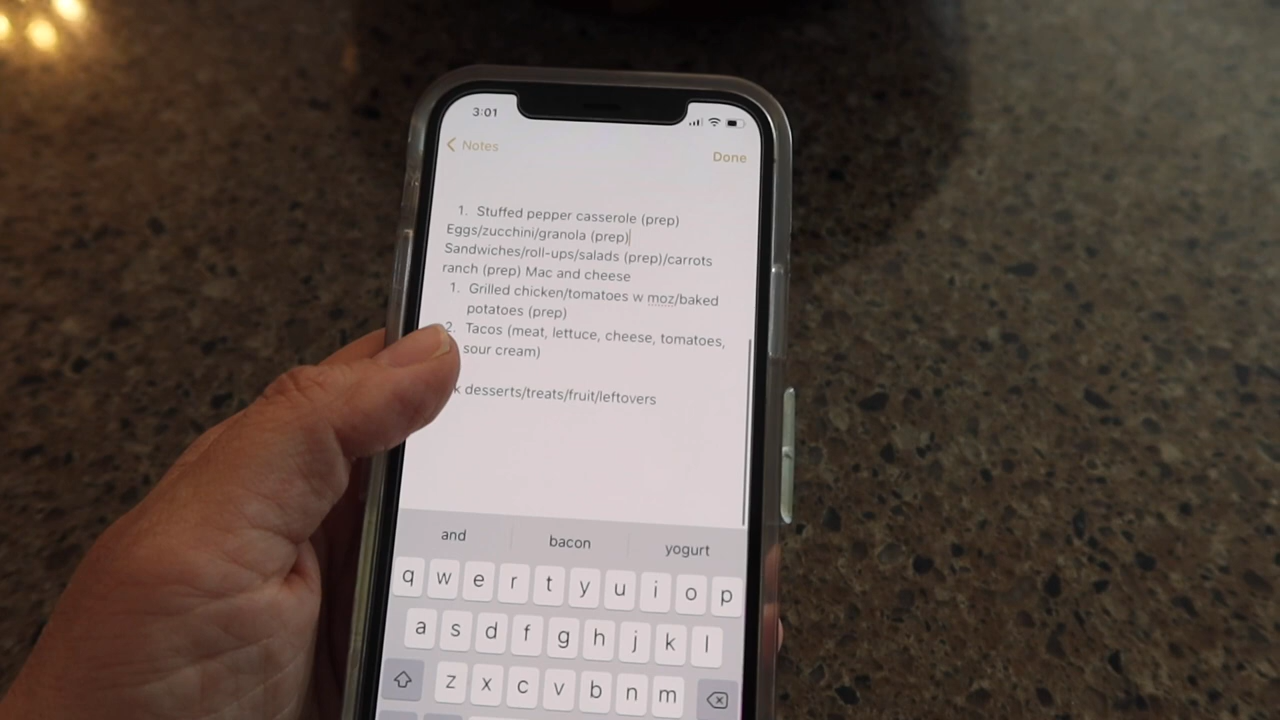 3:01
Notes
Done
1. Stuffed pepper casserole (prep)
Eggs/zucchini/granola (prep)
Sandwiches/roll-ups/salads (prep)/carrots
ranch (prep) Mac and cheese
1. Grilled chicken/tomatoes w moz/baked
potatoes (prep)
2. Tacos (meat, lettuce, cheese, tomatoes,
sour cream)
desserts/treats/fruit/leftovers
and bacon yogurt
q w e r t y u i o p
a s d f g h j k l
z x c v b n m